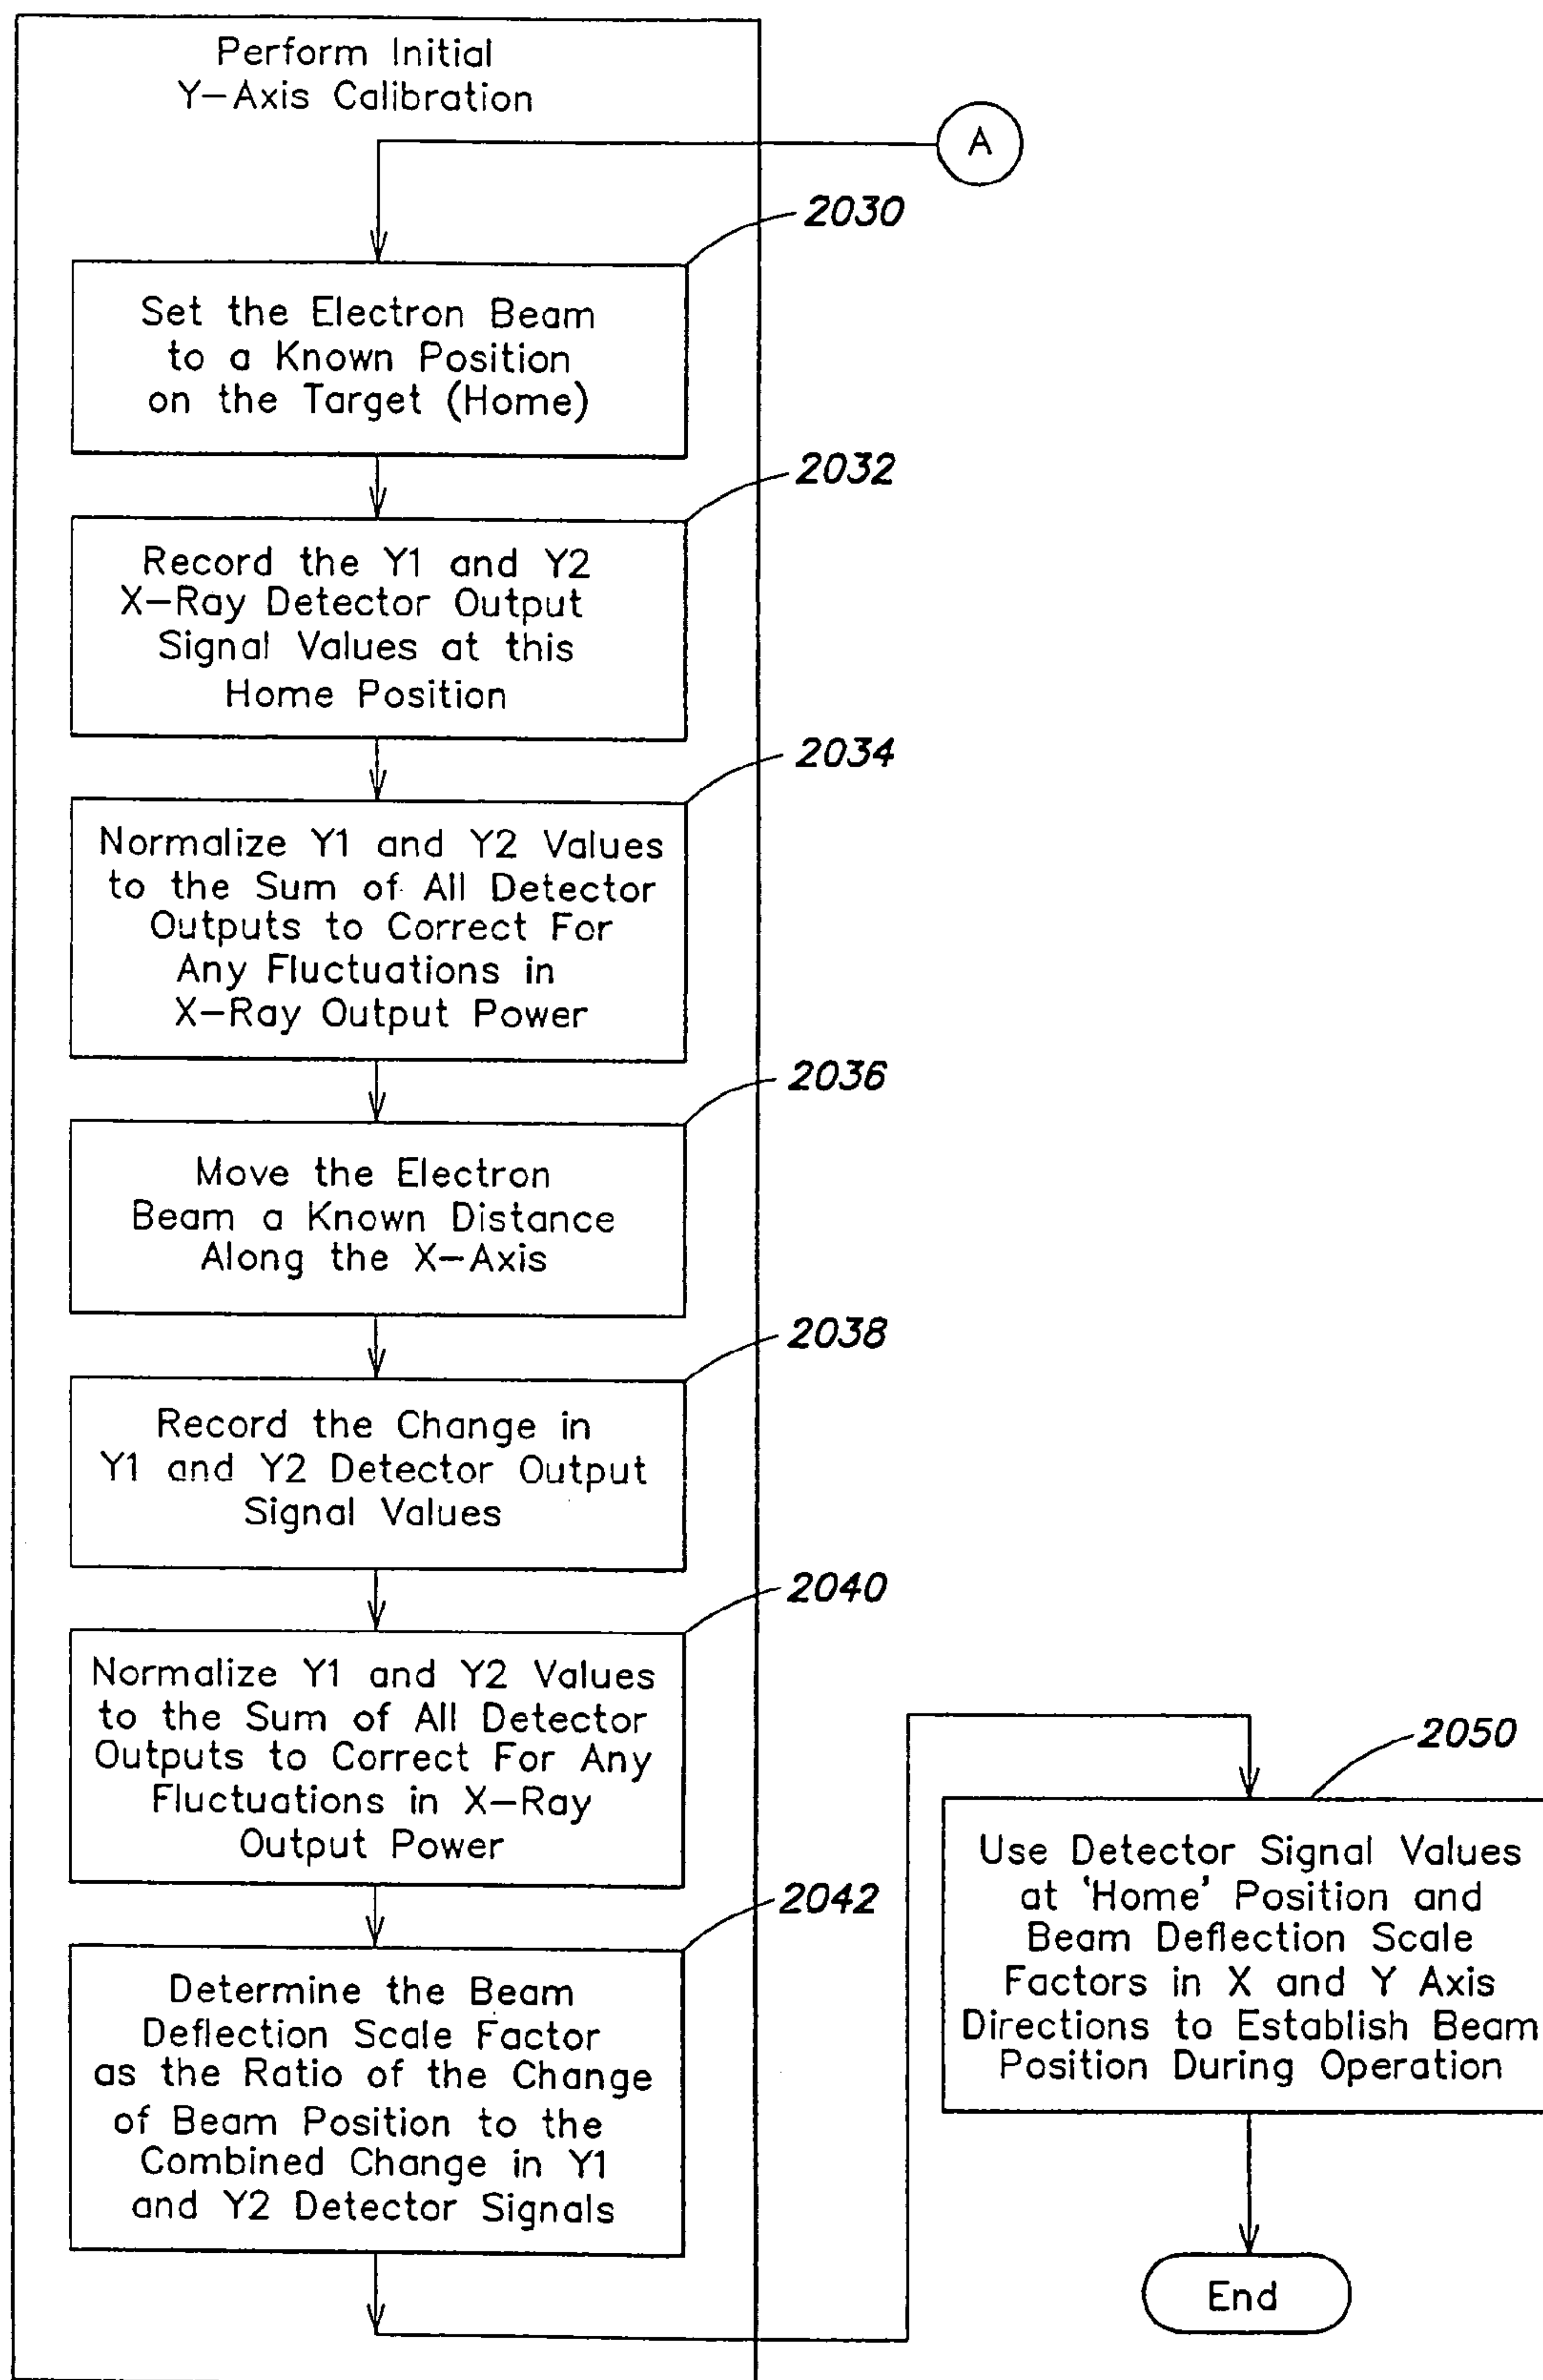 Perform Initial
Y-Axis Calibration
A
2030
Set the Electron Beam
to a Known Position
on the Target (Home)
2032
Record the Y1 and Y2
X-Ray Detector Output
Signal Values at this
Home Position
2034
Normalize Y1 and Y2 Values
to the Sum of All Detector
Outputs to Correct For
Any Fluctuations in
X-Ray Output Power
2036
Move the Electron
Beam a Known Distance
Along the X-Axis
2038
Record the Change in
Y1 and Y2 Detector Output
Signal Values
2040
Normalize Y1 and Y2 Values
to the Sum of All Detector
Outputs to Correct For Any
Fluctuations in X-Ray
Output Power
2042
Determine the Beam
Deflection Scale Factor
as the Ratio of the Change
of Beam Position to the
Combined Change in Y1
and Y2 Detector Signals
2050
Use Detector Signal Values
at ‘Home’ Position and
Beam Deflection Scale
Factors in X and Y Axis
Directions to Establish Beam
Position During Operation
End